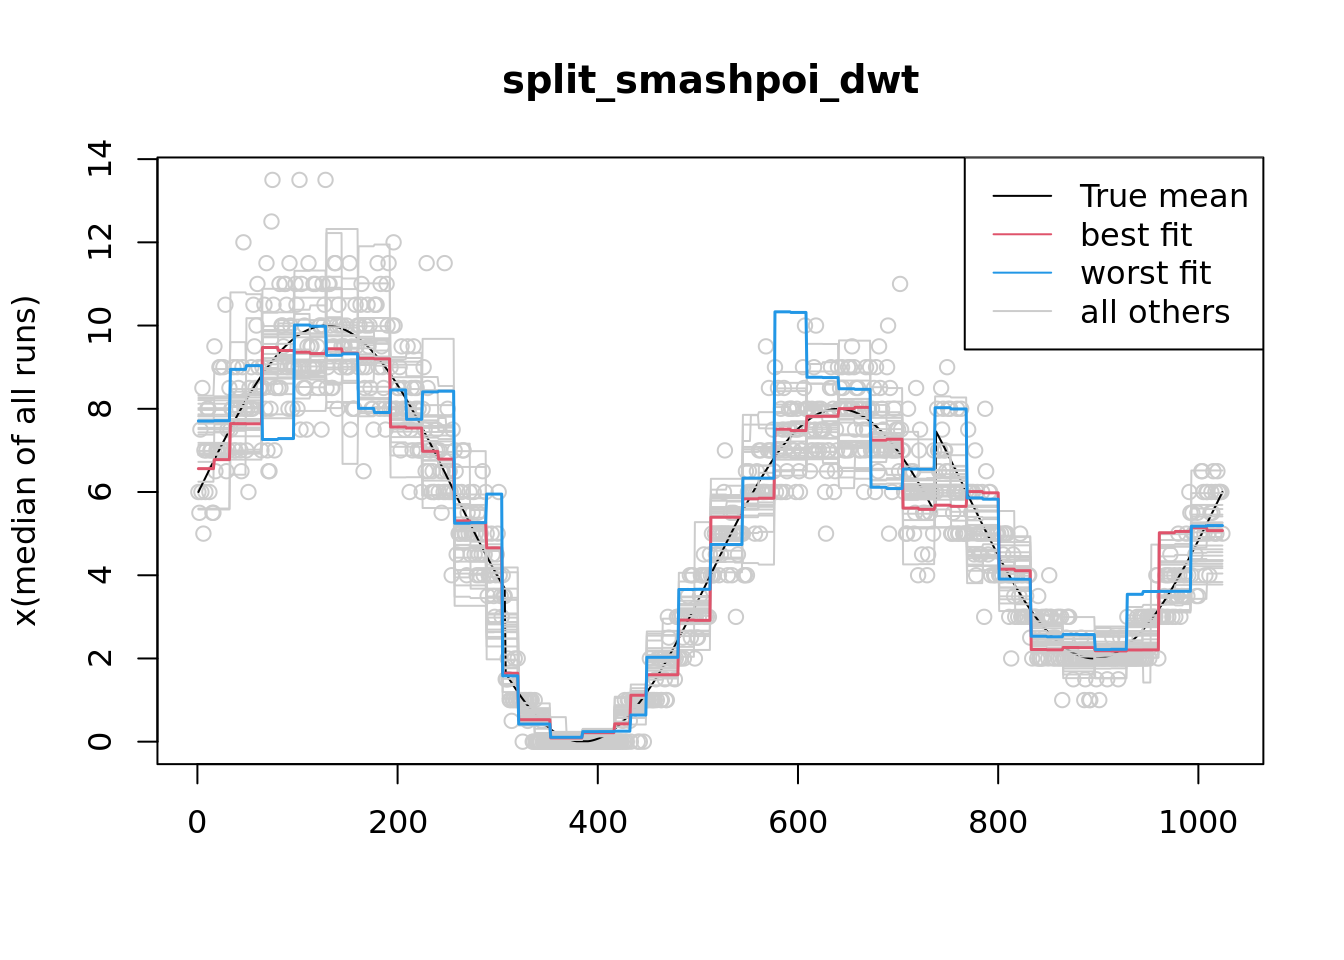 split_smashpoi_dwt
x(median of all runs)
14
12
10
8
6
4
2
0
True mean
best fit
worst fit
all others
0 200 400 600 800 1000